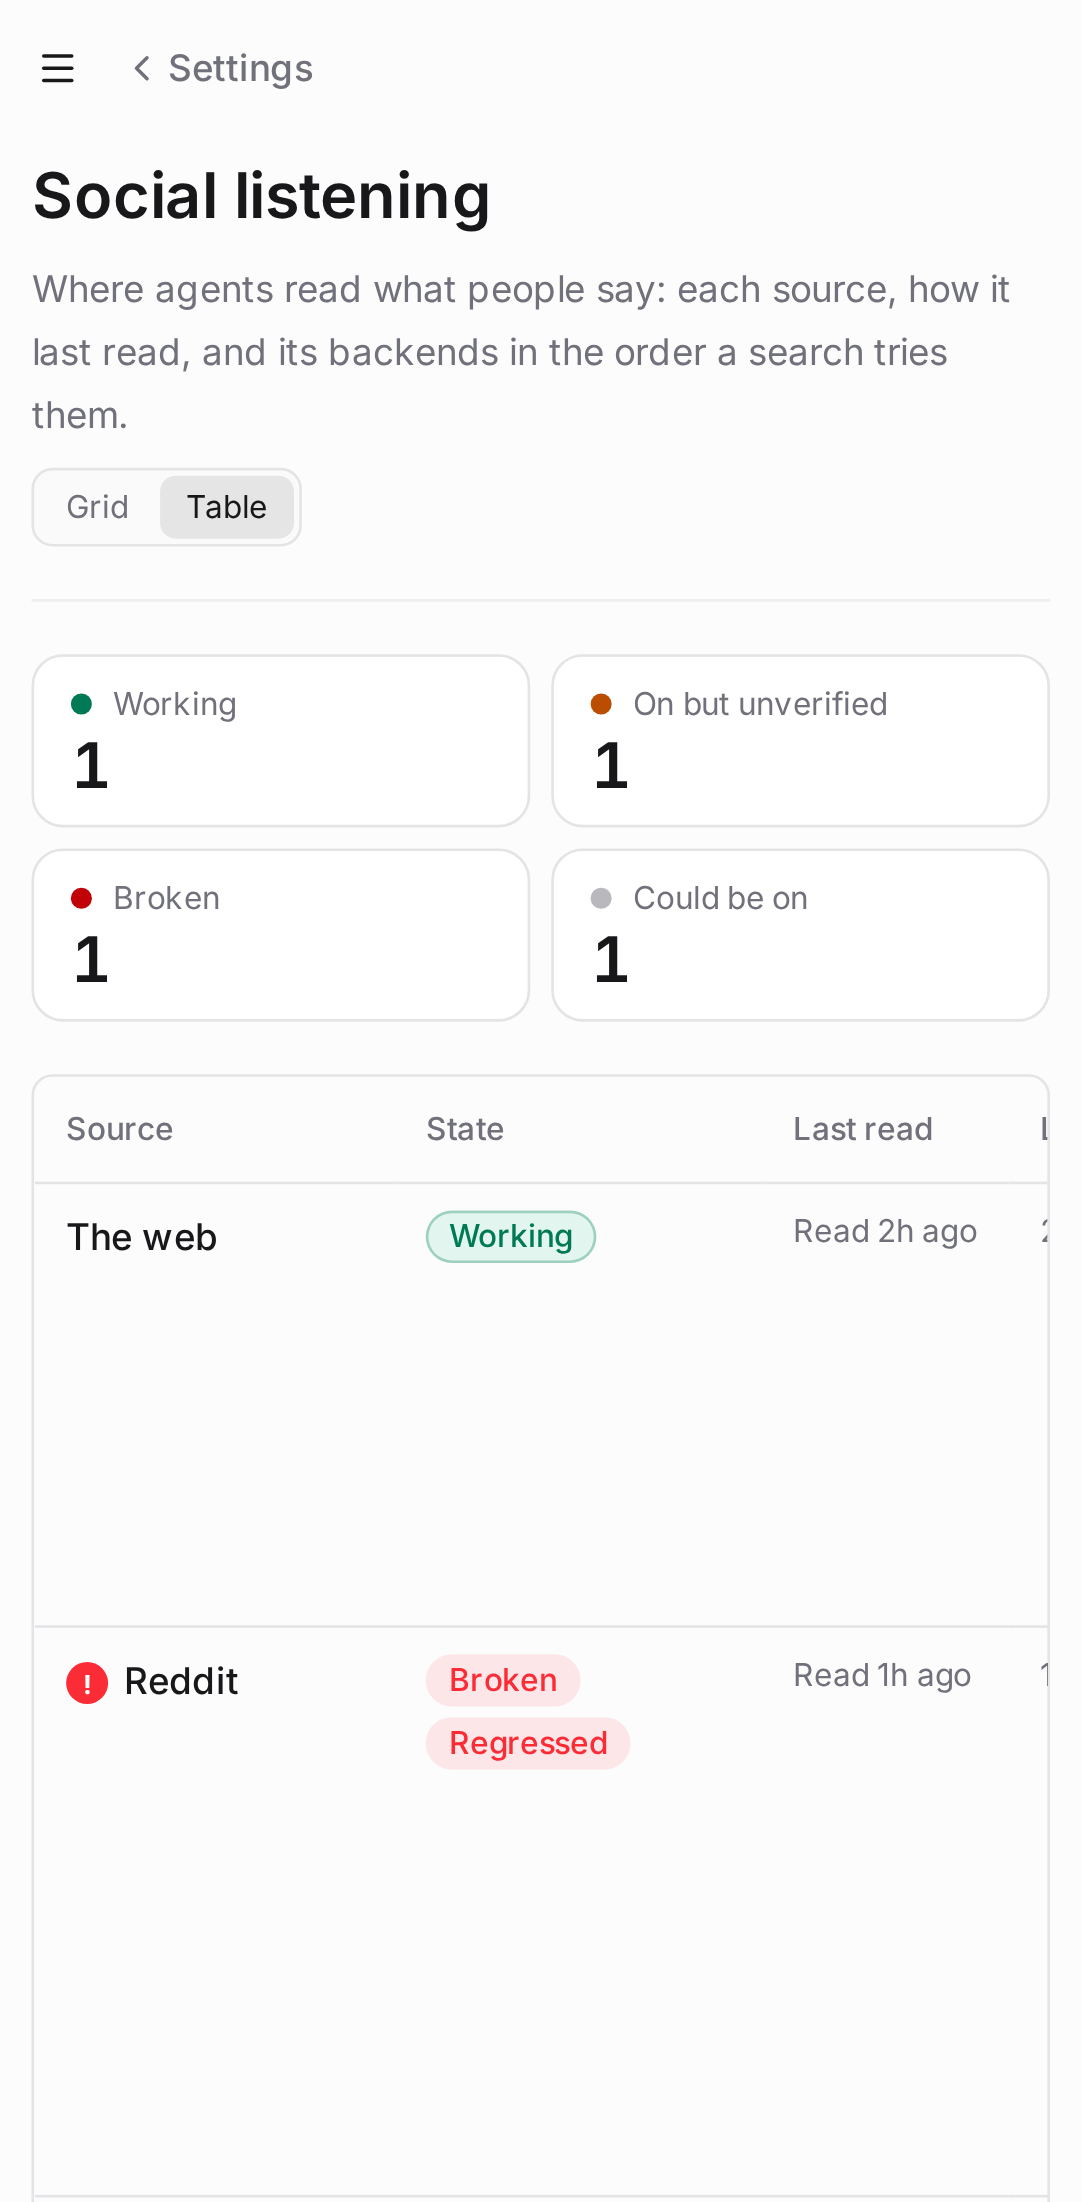 Settings
Social listening
Where agents read what people say: each source, how it
last read, and its backends in the order a search tries
them.
Grid Table
Working
1
On but unverified
1
Broken
1
Could be on
1
Source State Last read
The web Working Read 2h ago
! Reddit Broken Read 1h ago
Regressed